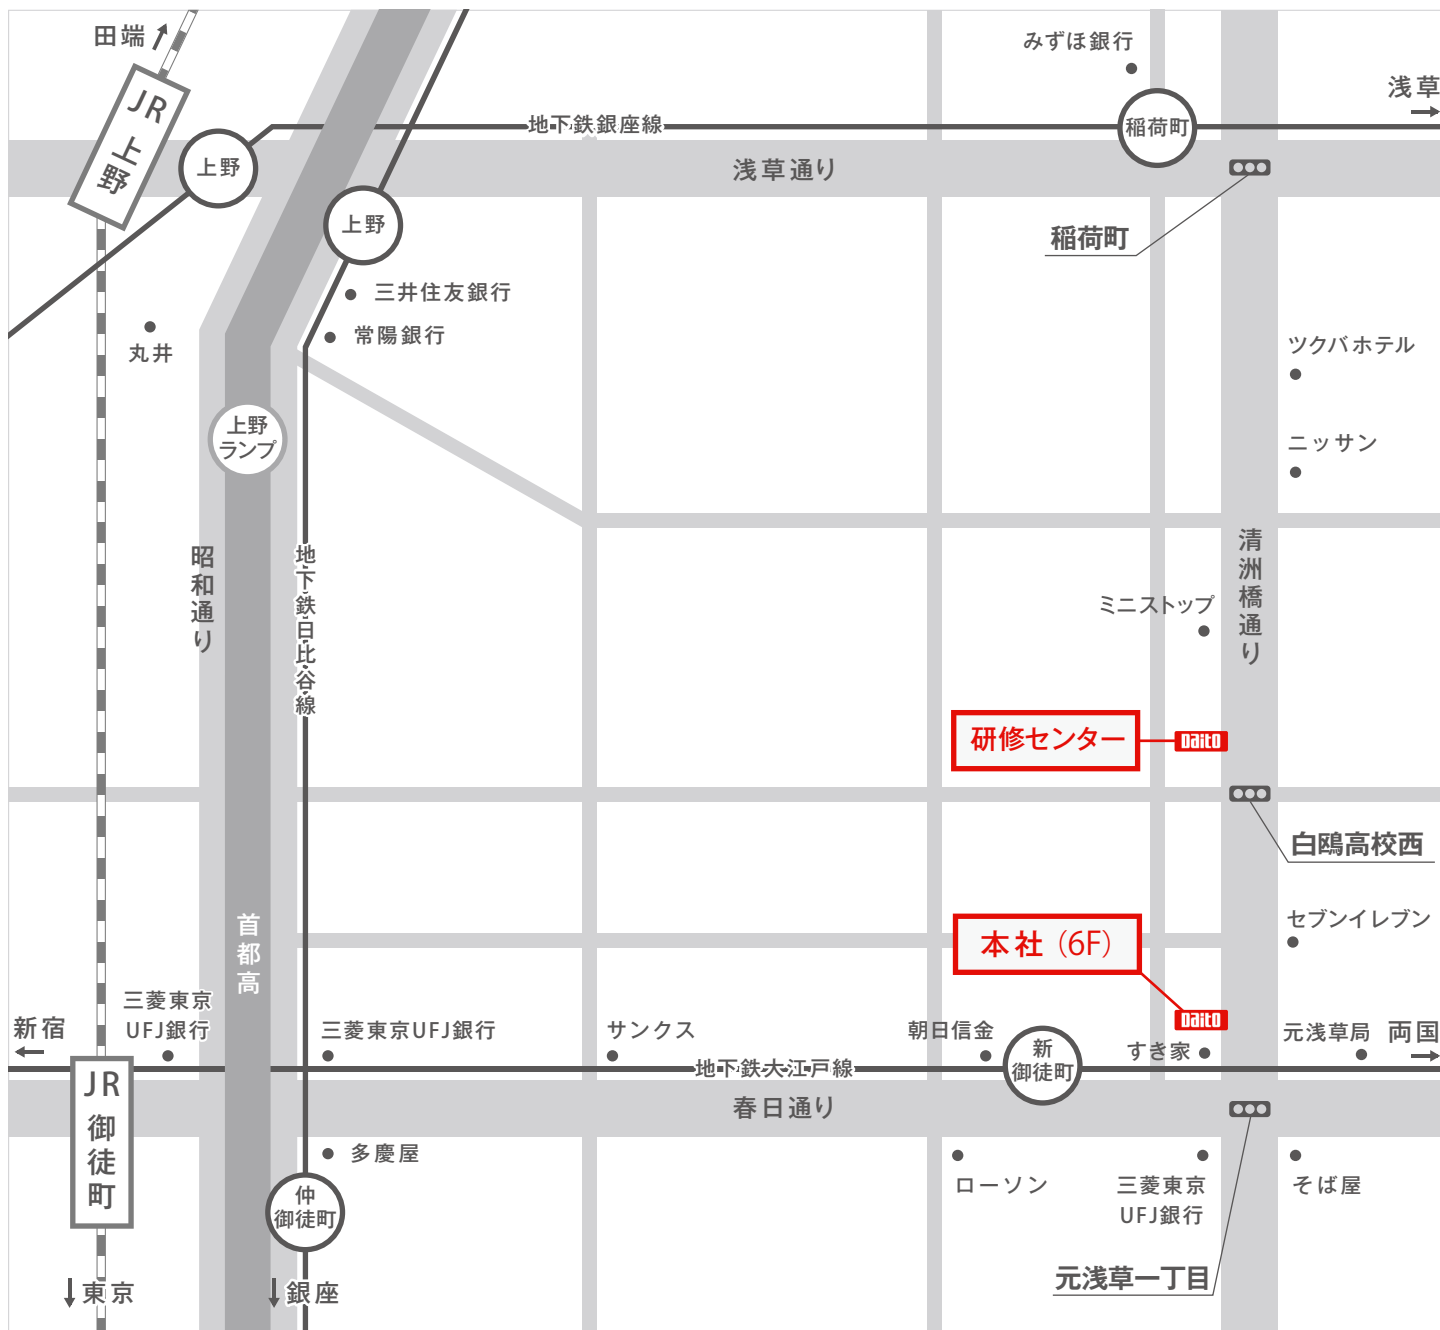 田端
みずほ銀行
浅草
JR
上野
地下鉄銀座線
稲荷町
上野
浅草通り
上野
稲荷町
三井住友銀行
常陽銀行
丸井
ツクバホテル
上野
ランプ
ニッサン
昭和通り
地下鉄日比谷線
清洲橋通り
ミニストップ
研修センター
Daito
白鴎高校西
首都高
セブンイレブン
本社（6F）
Daito
三菱東京
UFJ銀行
新宿
三菱東京UFJ銀行
サンクス
朝日信金
新
御徒町
すき家
元浅草局
両国
地下鉄大江戸線
JR
御徒町
春日通り
多慶屋
ローソン
三菱東京
UFJ銀行
そば屋
仲
御徒町
元浅草一丁目
東京
銀座